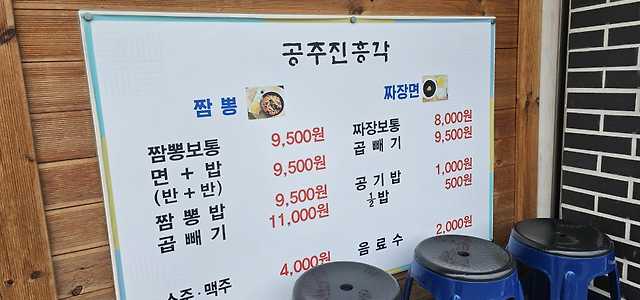 공주진흥각
짬뽕
짬뽕보통 9,500원
면+밥 9,500원
(반+반)
짬뽕밥 9,500원
곱빼기 11,000원
소주·맥주 4,000원
짜장면
짜장보통 8,000원
곱빼기 9,500원
공기밥 1,000원
½밥 500원
음료수 2,000원